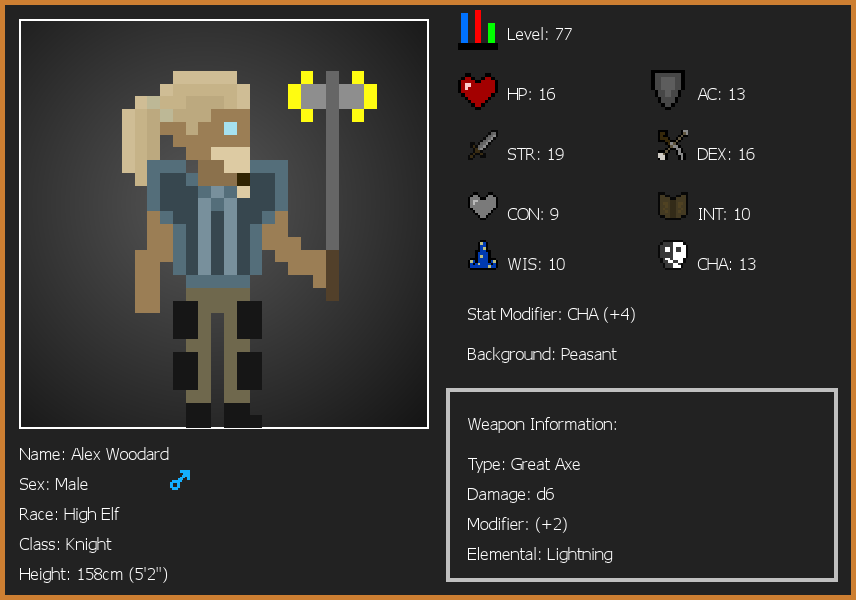 Level: 77
HP: 16
AC: 13
STR: 19
DEX: 16
CON: 9
INT: 10
WIS: 10
CHA: 13
Stat Modifier: CHA (+4)
Background: Peasant
Weapon Information:
Type: Great Axe
Damage: d6
Modifier: (+2)
Elemental: Lightning
Name: Alex Woodard
Sex: Male
Race: High Elf
Class: Knight
Height: 158cm (5'2")